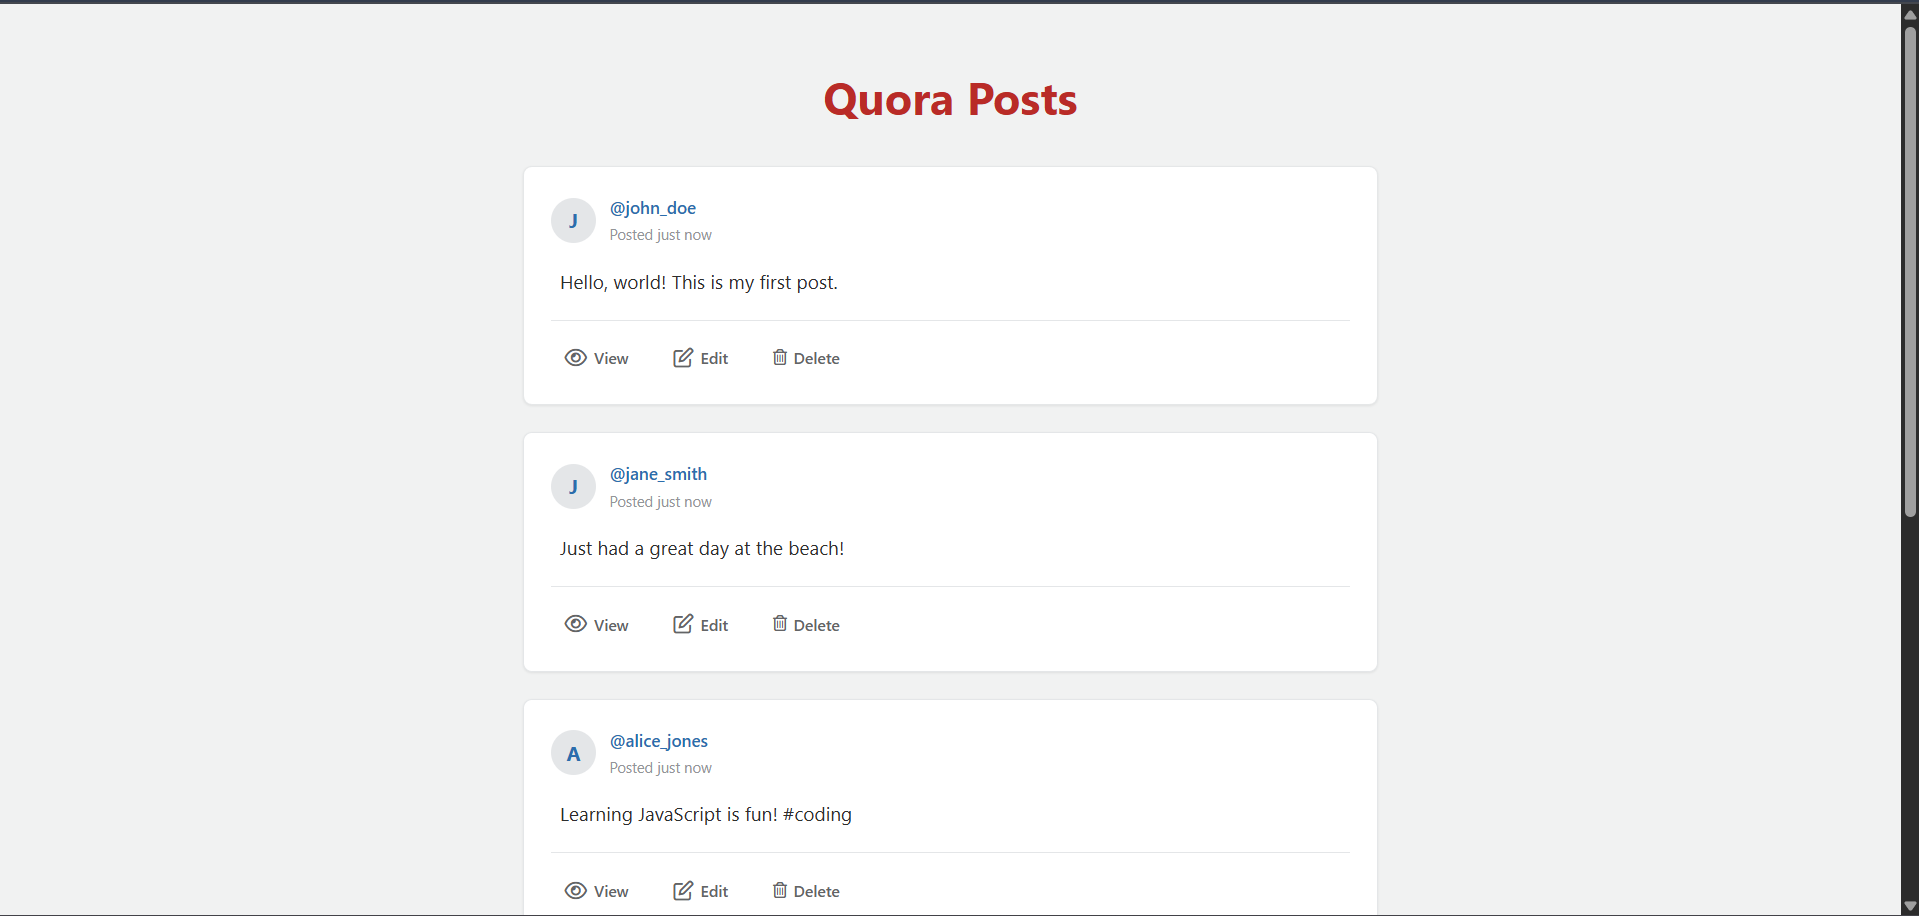 Quora Posts
J
@john_doe
Posted just now
Hello, world! This is my first post.
View Edit Delete
J
@jane_smith
Posted just now
Just had a great day at the beach!
View Edit Delete
A
@alice_jones
Posted just now
Learning JavaScript is fun! #coding
View Edit Delete